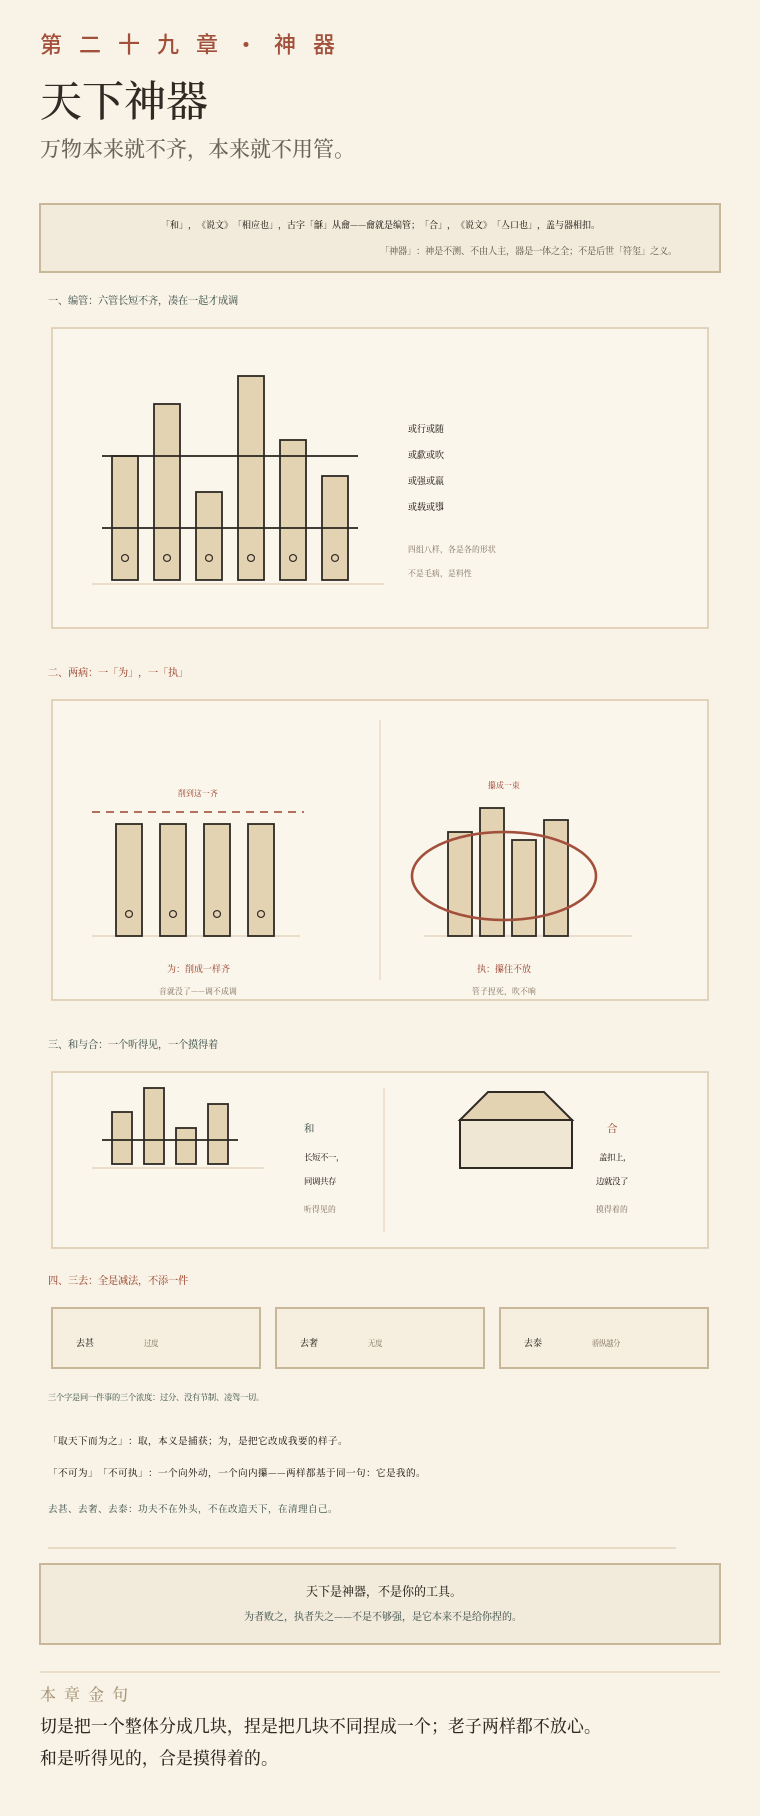 第二十九章·神器
天下神器
万物本来就不齐，本来就不用管。
「和」，《说文》「相应也」，古字「龢」从龠——龠就是编管；「合」，《说文》「亼口也」，盖与器相扣。
「神器」：神是不测、不由人主，器是一体之全；不是后世「符玺」之义。
一、编管：六管长短不齐，凑在一起才成调
或行或随
或歔或吹
或强或羸
或载或隳
四组八样，各是各的形状
不是毛病，是料性
二、两病：一「为」，一「执」
削到这一齐
攥成一束
为：削成一样齐
音就没了——调不成调
执：攥住不放
管子捏死，吹不响
三、和与合：一个听得见，一个摸得着
和
长短不一，
同调共存
听得见的
合
盖扣上，
边就没了
摸得着的
四、三去：全是减法，不添一件
去甚 过度
去奢 无度
去泰 骄纵越分
三个字是同一件事的三个浓度：过分、没有节制、凌驾一切。
「取天下而为之」：取，本义是捕获；为，是把它改成我要的样子。
「不可为」「不可执」：一个向外动，一个向内攥——两样都基于同一句：它是我的。
去甚、去奢、去泰：功夫不在外头，不在改造天下，在清理自己。
天下是神器，不是你的工具。
为者败之，执者失之——不是不够强，是它本来不是给你捏的。
本章金句
切是把一个整体分成几块，捏是把几块不同捏成一个；老子两样都不放心。
和是听得见的，合是摸得着的。